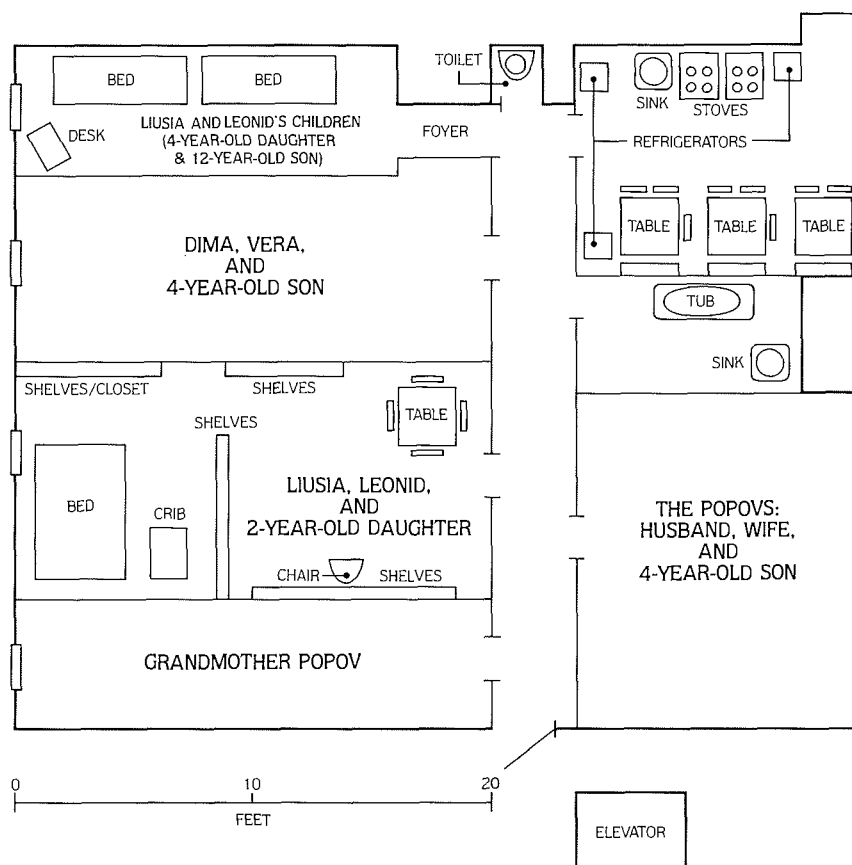 TOILET
BED
BED
SINK
STOVES
DESK
LIUSIA AND LEONID'S CHILDREN
(4-YEAR-OLD DAUGHTER
& 12-YEAR-OLD SON)
FOYER
REFRIGERATORS
TABLE
TABLE
TABLE
DIMA, VERA,
AND
4-YEAR-OLD SON
TUB
SINK
SHELVES/CLOSET
SHELVES
SHELVES
TABLE
BED
CRIB
LIUSIA, LEONID,
AND
2-YEAR-OLD DAUGHTER
CHAIR
SHELVES
THE POPOVS:
HUSBAND, WIFE,
AND
4-YEAR-OLD SON
GRANDMOTHER POPOV
0 10 20
FEET
ELEVATOR